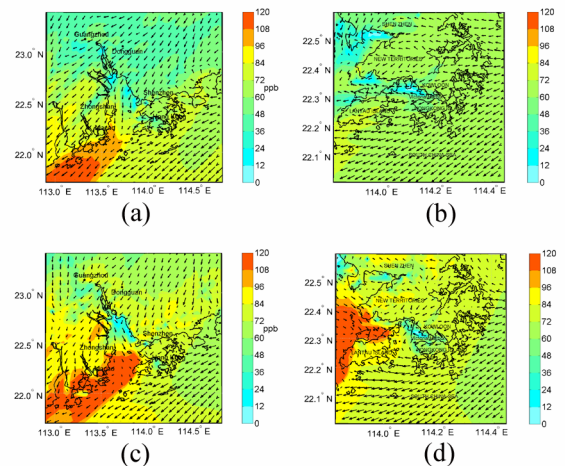 120
108
96
84
72
60
48
36
24
12
0
ppb
23.0° N
22.5° N
22.0° N
113.0° E 113.5° E 114.0° E 114.5° E
Guangzhou
Dongguan
Shenzhen
Zhongshan
(a)
120
108
96
84
72
60
48
36
24
12
0
22.5° N
22.4° N
22.3° N
22.2° N
22.1° N
114.0° E 114.2° E 114.4° E
SHEN ZHEN
NEW TERRITORIES
KOWLOON
(b)
120
108
96
84
72
60
48
36
24
12
0
ppb
23.0° N
22.5° N
22.0° N
113.0° E 113.5° E 114.0° E 114.5° E
Guangzhou
Dongguan
Shenzhen
Zhongshan
(c)
120
108
96
84
72
60
48
36
24
12
0
22.5° N
22.4° N
22.3° N
22.2° N
22.1° N
114.0° E 114.2° E 114.4° E
SHEN ZHEN
NEW TERRITORIES
KOWLOON
(d)